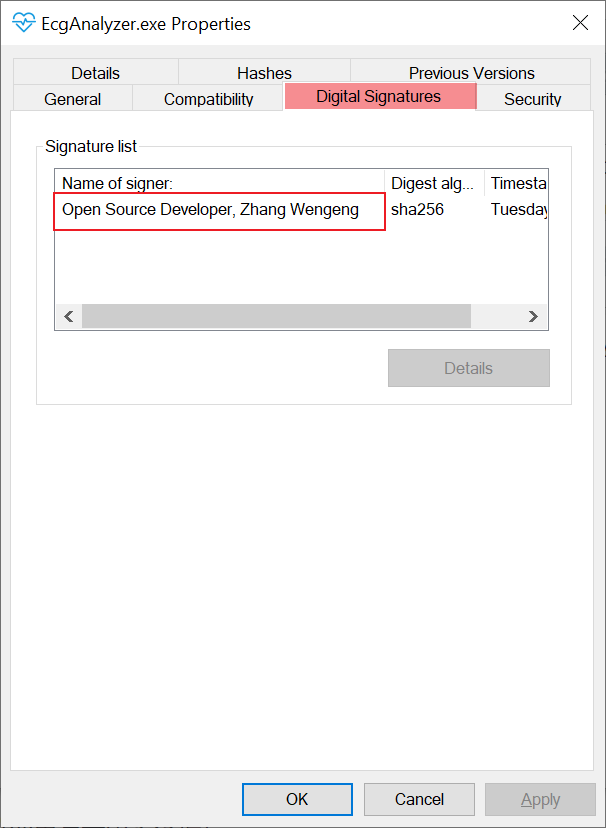 EcgAnalyzer.exe Properties
Details Hashes Previous Versions
General Compatibility Digital Signatures Security
Signature list
Name of signer: Digest alg... Timesta
Open Source Developer, Zhang Wengeng sha256 Tuesday
Details
OK Cancel Apply